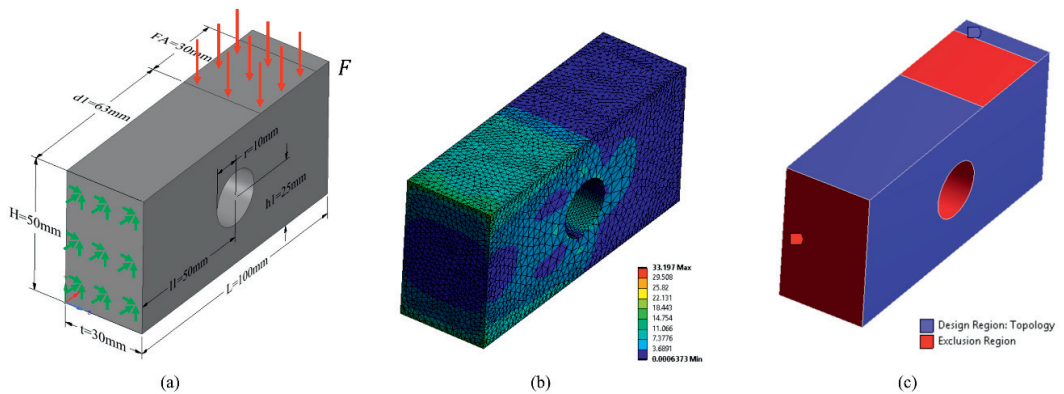 (a)
FA=30mm
F
d1=63mm
r=10mm
h1=25mm
H=50mm
l1=50mm
L=100mm
t=30mm
(b)
33.197 Max
29.508
25.82
22.131
18.443
14.754
11.066
7.3776
3.6891
0.0006373 Min
(c)
Design Region: Topology
Exclusion Region